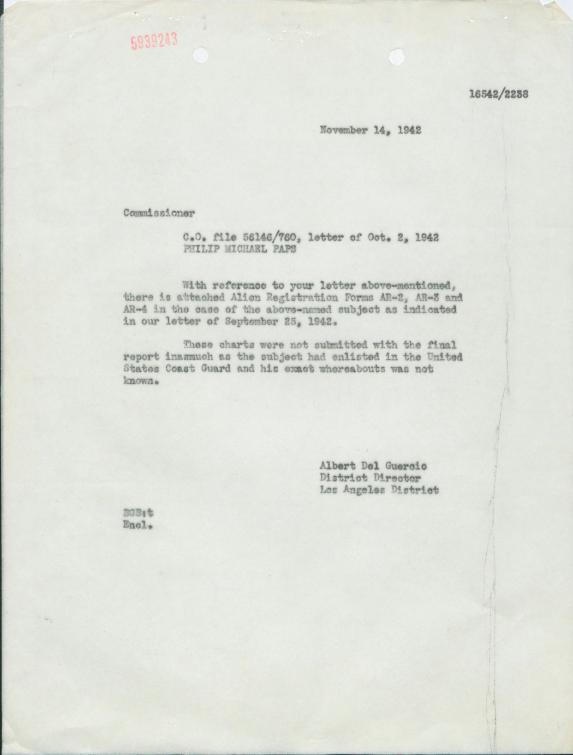 5939243
16542/2238
November 14, 1942
Commissioner
C.O. file 56146/760, letter of Oct. 2, 1942
PHILIP MICHAEL PAPS
With reference to your letter above-mentioned,
there is attached Alien Registration Forms AR-2, AR-3 and
AR-4 in the case of the above-named subject as indicated
in our letter of September 25, 1942.
These charts were not submitted with the final
report inasmuch as the subject had enlisted in the United
States Coast Guard and his exact whereabouts was not
known.
Albert Del Guercio
District Director
Los Angeles District
Encl.